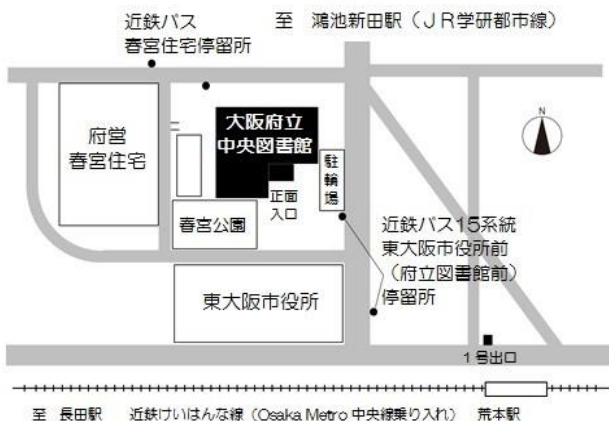 近鉄バス
春宮住宅停留所
至　鴻池新田駅（ＪＲ学研都市線）
府営
春宮住宅
大阪府立
中央図書館
駐輪場
正面
入口
N
春宮公園
近鉄バス15系統
東大阪市役所前
（府立図書館前）
停留所
東大阪市役所
１号出口
至　長田駅　近鉄けいはんな線（Osaka Metro 中央線乗り入れ）　荒本駅